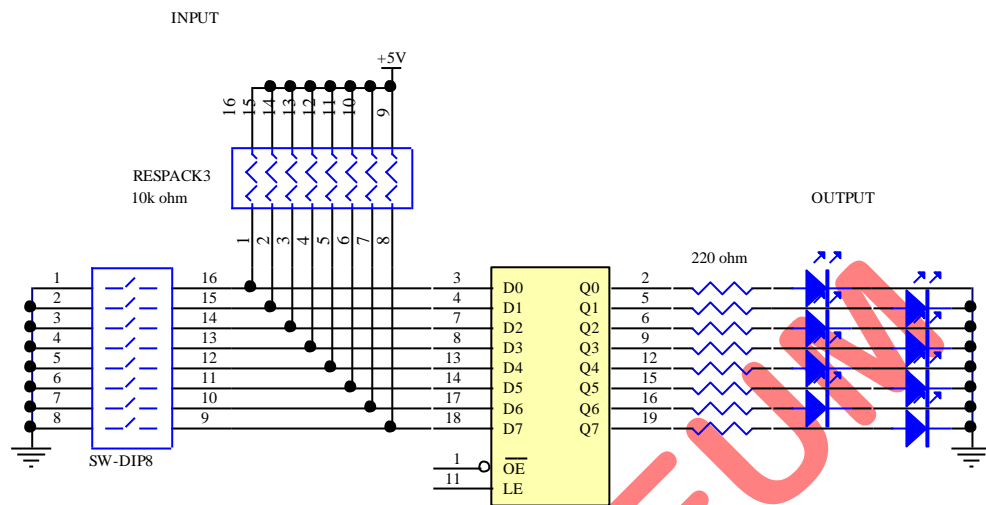 INPUT
+5V
16 15 14 13 12 11 10 9
RESPACK3
10k ohm
OUTPUT
1 2 3 4 5 6 7 8
220 ohm
1 16 3 D0 Q0 2
2 15 4 D1 Q1 5
3 14 7 D2 Q2 6
4 13 8 D3 Q3 9
5 12 13 D4 Q4 12
6 11 14 D5 Q5 15
7 10 17 D6 Q6 16
8 9 18 D7 Q7 19
SW-DIP8
1 OE
11 LE